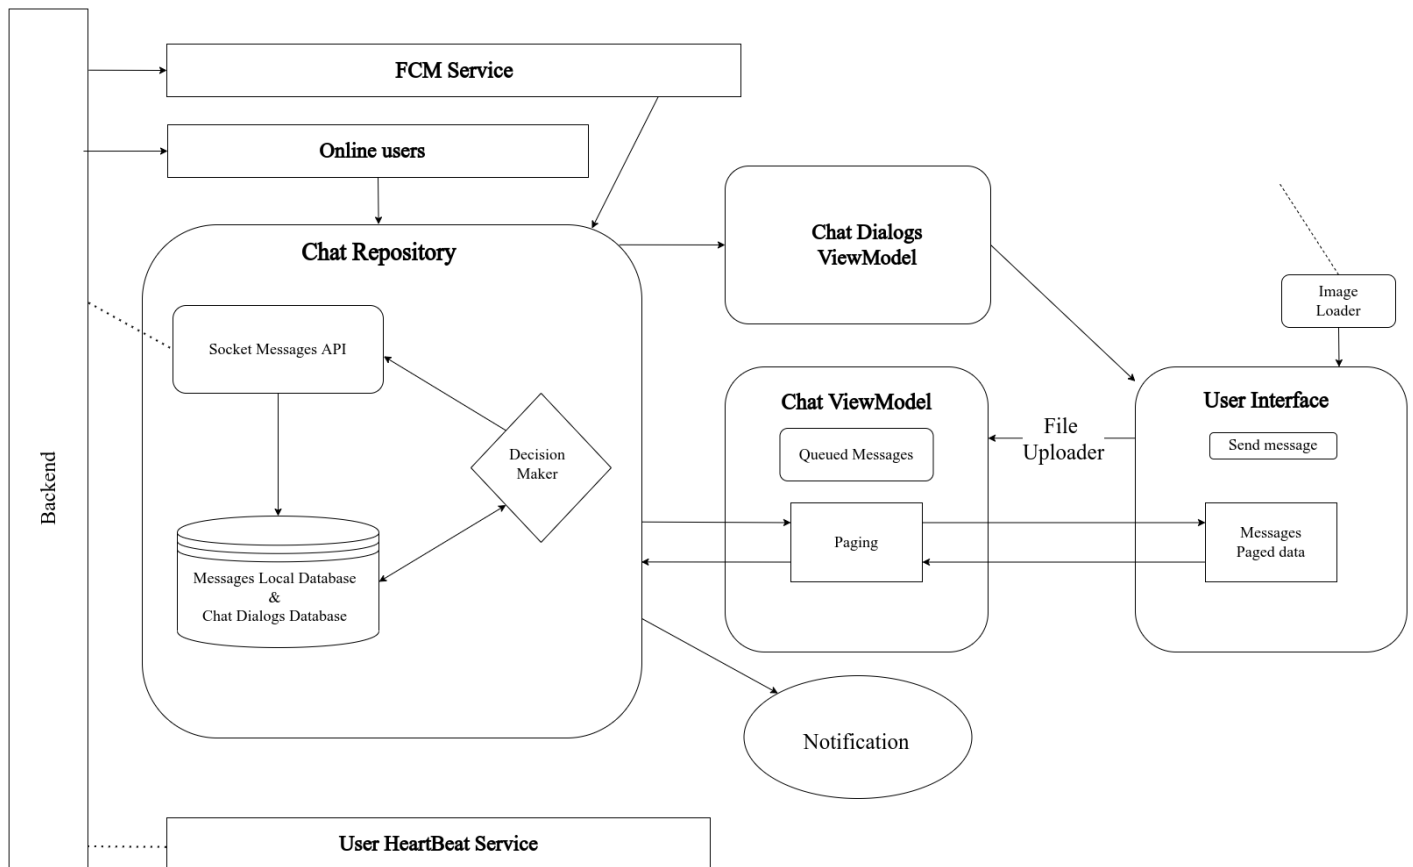 FCM Service
Online users
Chat Repository
Socket Messages API
Decision
Maker
Messages Local Database
&
Chat Dialogs Database
Backend
Chat Dialogs
ViewModel
Chat ViewModel
Queued Messages
Paging
File
Uploader
Image
Loader
User Interface
Send message
Messages
Paged data
Notification
User HeartBeat Service